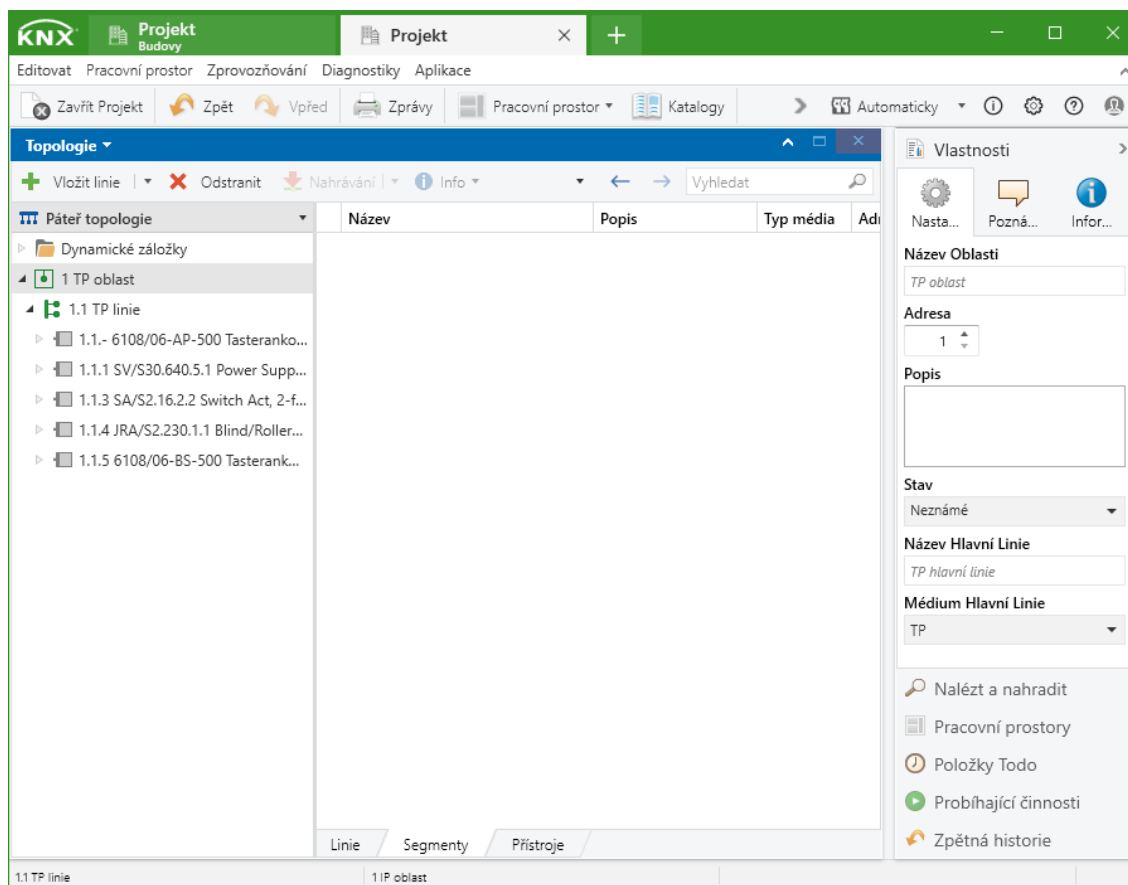 KNX
Projekt
Budovy
Projekt
Editovat Pracovní prostor Zprovozňování Diagnostiky Aplikace
Zavřít Projekt Zpět Vpřed Zprávy Pracovní prostor Katalogy Automaticky
Topologie
Vložit linie Odstranit Nahrávání Info Vyhledat
Páteř topologie
Název Popis Typ média Adr
Dynamické záložky
1 TP oblast
1.1 TP linie
1.1.- 6108/06-AP-500 Tasteranko...
1.1.1 SV/S30.640.5.1 Power Supp...
1.1.3 SA/S2.16.2.2 Switch Act, 2-f...
1.1.4 JRA/S2.230.1.1 Blind/Roller...
1.1.5 6108/06-BS-500 Tasterank...
Linie Segmenty Přístroje
Vlastnosti
Nasta... Pozná... Infor...
Název Oblasti
TP oblast
Adresa
1
Popis
Stav
Neznámé
Název Hlavní Linie
TP hlavní linie
Médium Hlavní Linie
TP
Nalézt a nahradit
Pracovní prostory
Položky Todo
Probíhající činnosti
Zpětná historie
1.1 TP linie 1 IP oblast